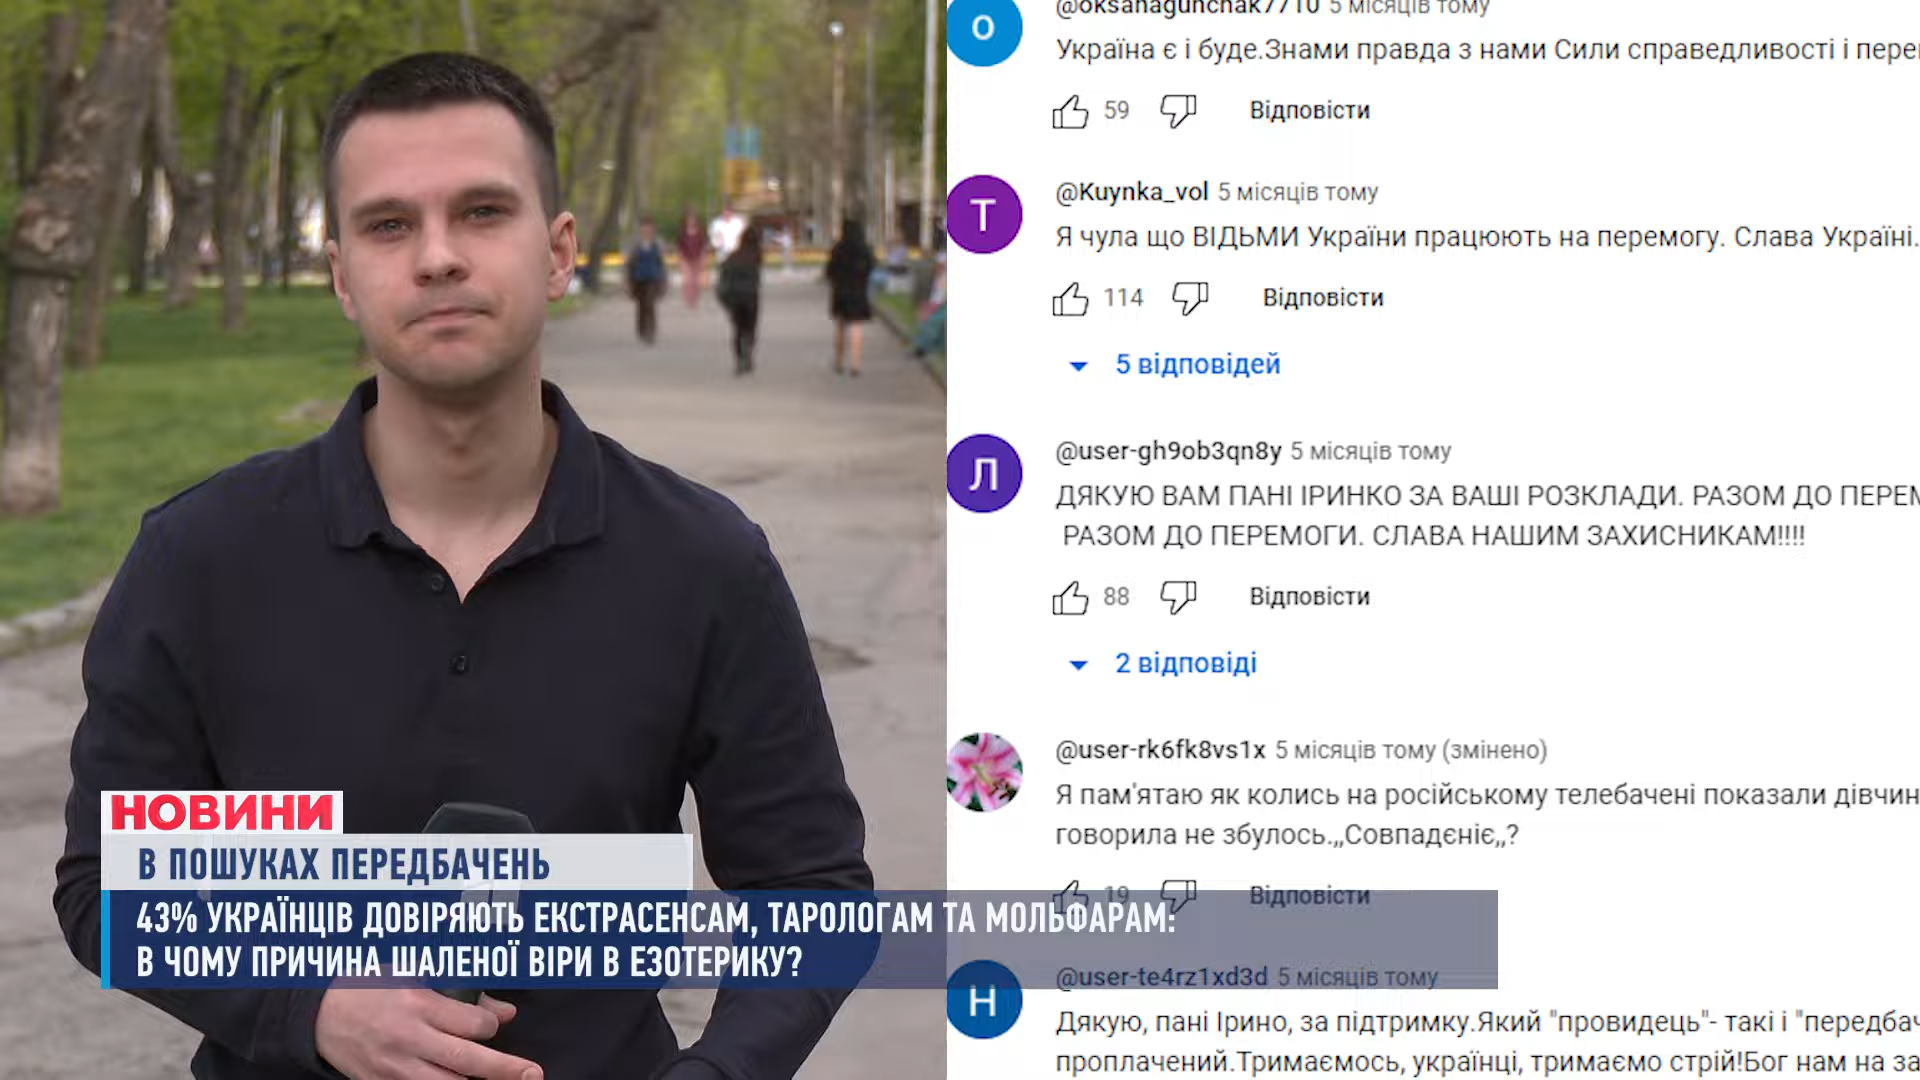 @oksanagunchak7710 5 місяців тому
Україна є і буде.Знами правда з нами Сили справедливості і
59
Відповісти
Т
@Kuynka_vol 5 місяців тому
Я чула що ВІДЬМИ України працюють на перемогу. Слава Україні.
114
Відповісти
5 відповідей
Л
@user-gh9ob3qn8y 5 місяців тому
ДЯКУЮ ВАМ ПАНІ ІРИНКО ЗА ВАШІ РОЗКЛАДИ. РАЗОМ ДО
РАЗОМ ДО ПЕРЕМОГИ. СЛАВА НАШИМ ЗАХИСНИКАМ!!!!
88
Відповісти
2 відповіді
@user-rk6fk8vs1x 5 місяців тому (змінено)
Я пам'ятаю як колись на російському телебачені показали
говорила не збулось.,,Совпадєніє,,?
19
Відповісти
Н
@user-te4rz1xd3d 5 місяців тому
Дякую, пані Ірино, за підтримку.Який "провидець"- такі і
проплачений.Тримаємось, українці, тримаємо стрій!Бог нам на
О
НОВИНИ
В ПОШУКАХ ПЕРЕДБАЧЕНЬ
43% УКРАЇНЦІВ ДОВІРЯЮТЬ ЕКСТРАСЕНСАМ, ТАРОЛОГАМ ТА МОЛЬФАРАМ:
В ЧОМУ ПРИЧИНА ШАЛЕНОЇ ВІРИ В ЕЗОТЕРИКУ?